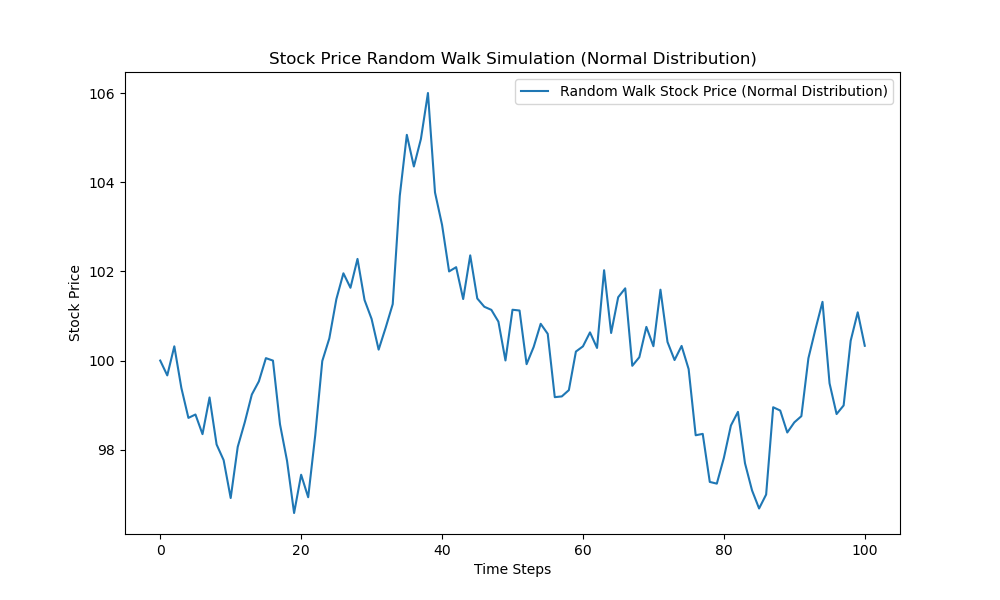 Stock Price Random Walk Simulation (Normal Distribution)
Random Walk Stock Price (Normal Distribution)
106
104
102
100
98
Stock Price
0 20 40 60 80 100
Time Steps